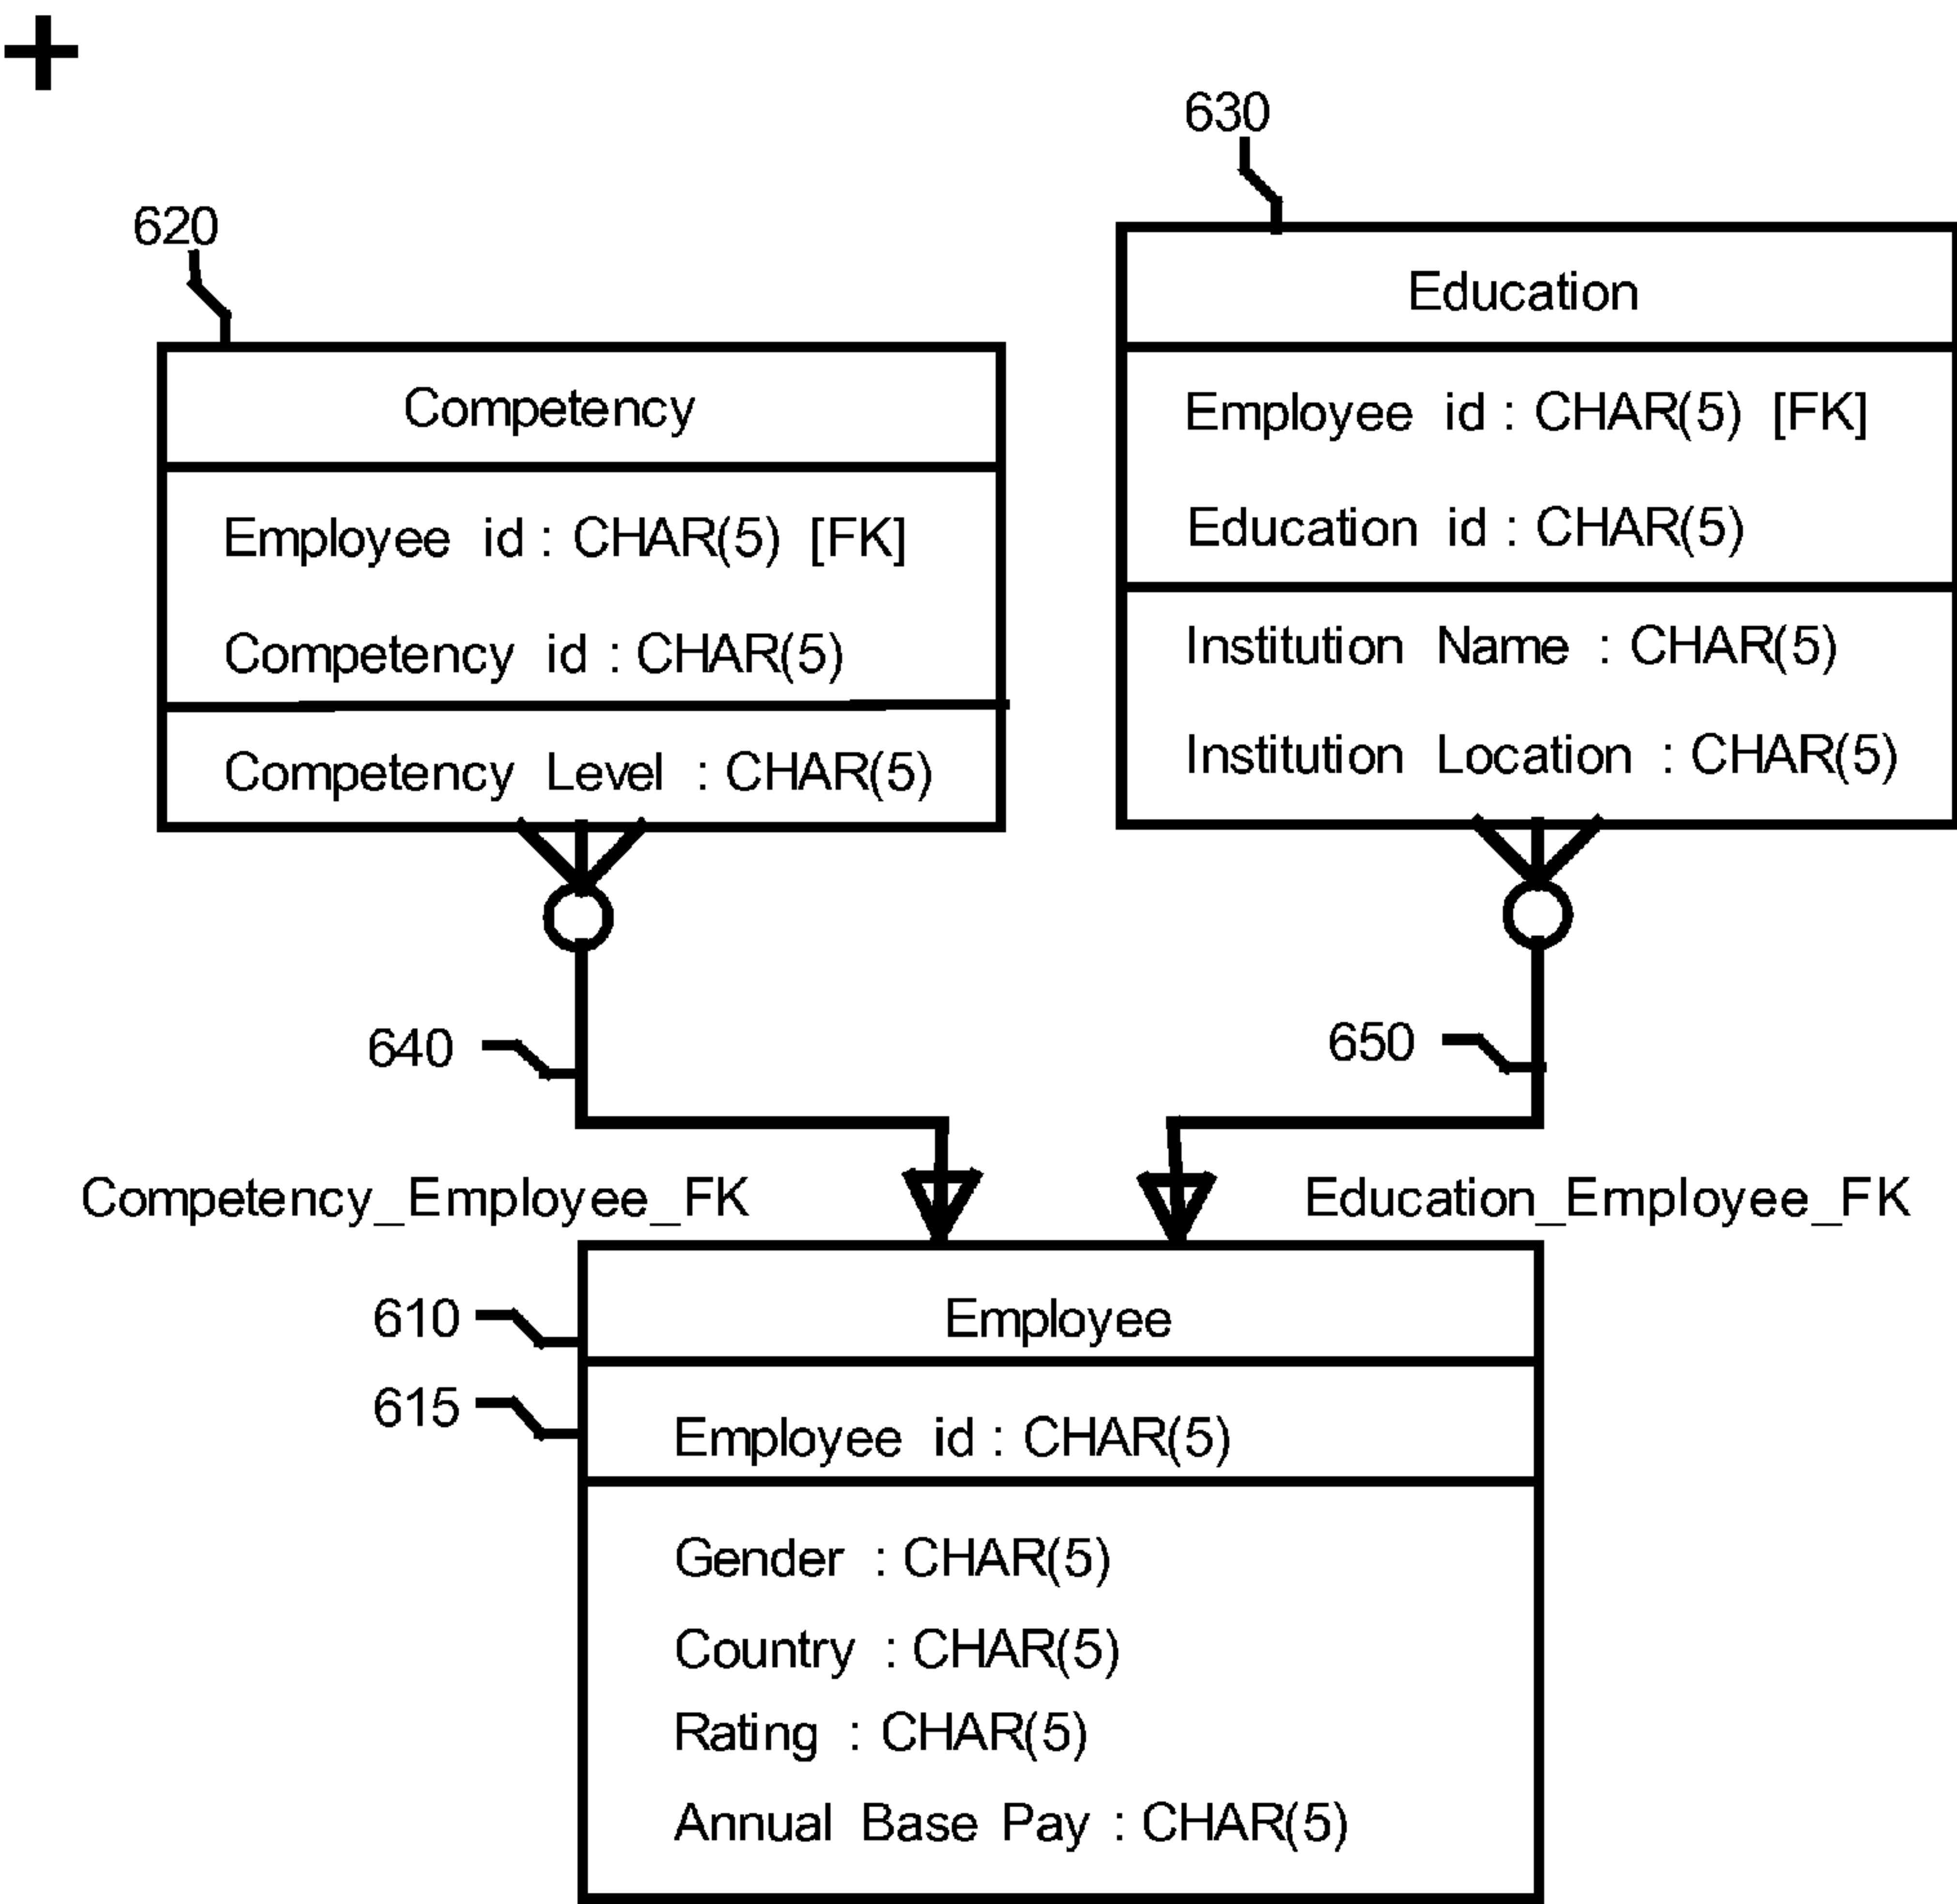 630
620
Education
Employee id : CHAR(5) [FK]
Education id : CHAR(5)
Institution Name : CHAR(5)
Institution Location : CHAR(5)
Competency
Employee id : CHAR(5) [FK]
Competency id : CHAR(5)
Competency Level : CHAR(5)
640
650
Competency_Employee_FK
Education_Employee_FK
610
Employee
615
Employee id : CHAR(5)
Gender : CHAR(5)
Country : CHAR(5)
Rating : CHAR(5)
Annual Base Pay : CHAR(5)